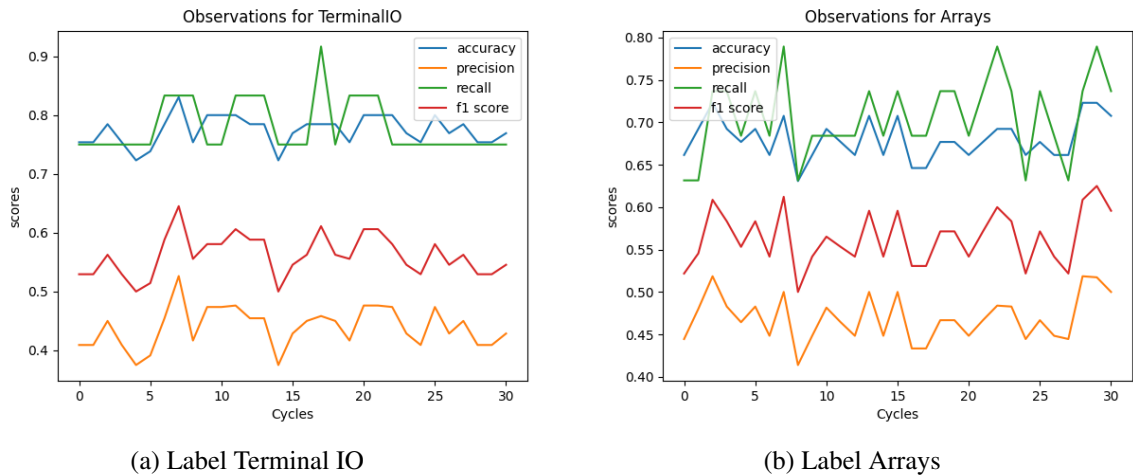 Observations for TerminalIO
accuracy
precision
recall
f1 score
0.9
0.8
0.7
0.6
0.5
0.4
scores
0 5 10 15 20 25 30
Cycles
(a) Label Terminal IO
Observations for Arrays
accuracy
precision
recall
f1 score
0.80
0.75
0.70
0.65
0.60
0.55
0.50
0.45
0.40
scores
0 5 10 15 20 25 30
Cycles
(b) Label Arrays